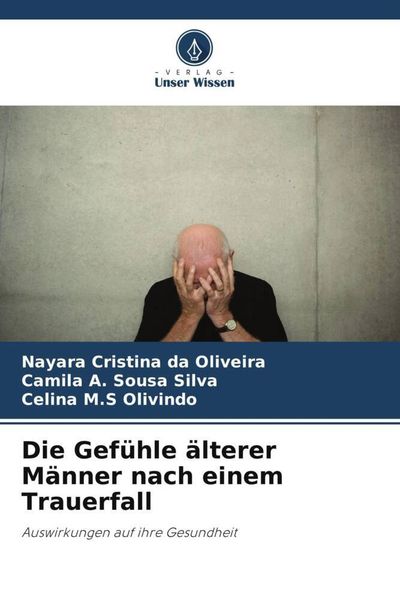 – VERLAG –
Unser Wissen
Nayara Cristina da Oliveira
Camila A. Sousa Silva
Celina M.S Olivindo
Die Gefühle älterer
Männer nach einem
Trauerfall
Auswirkungen auf ihre Gesundheit